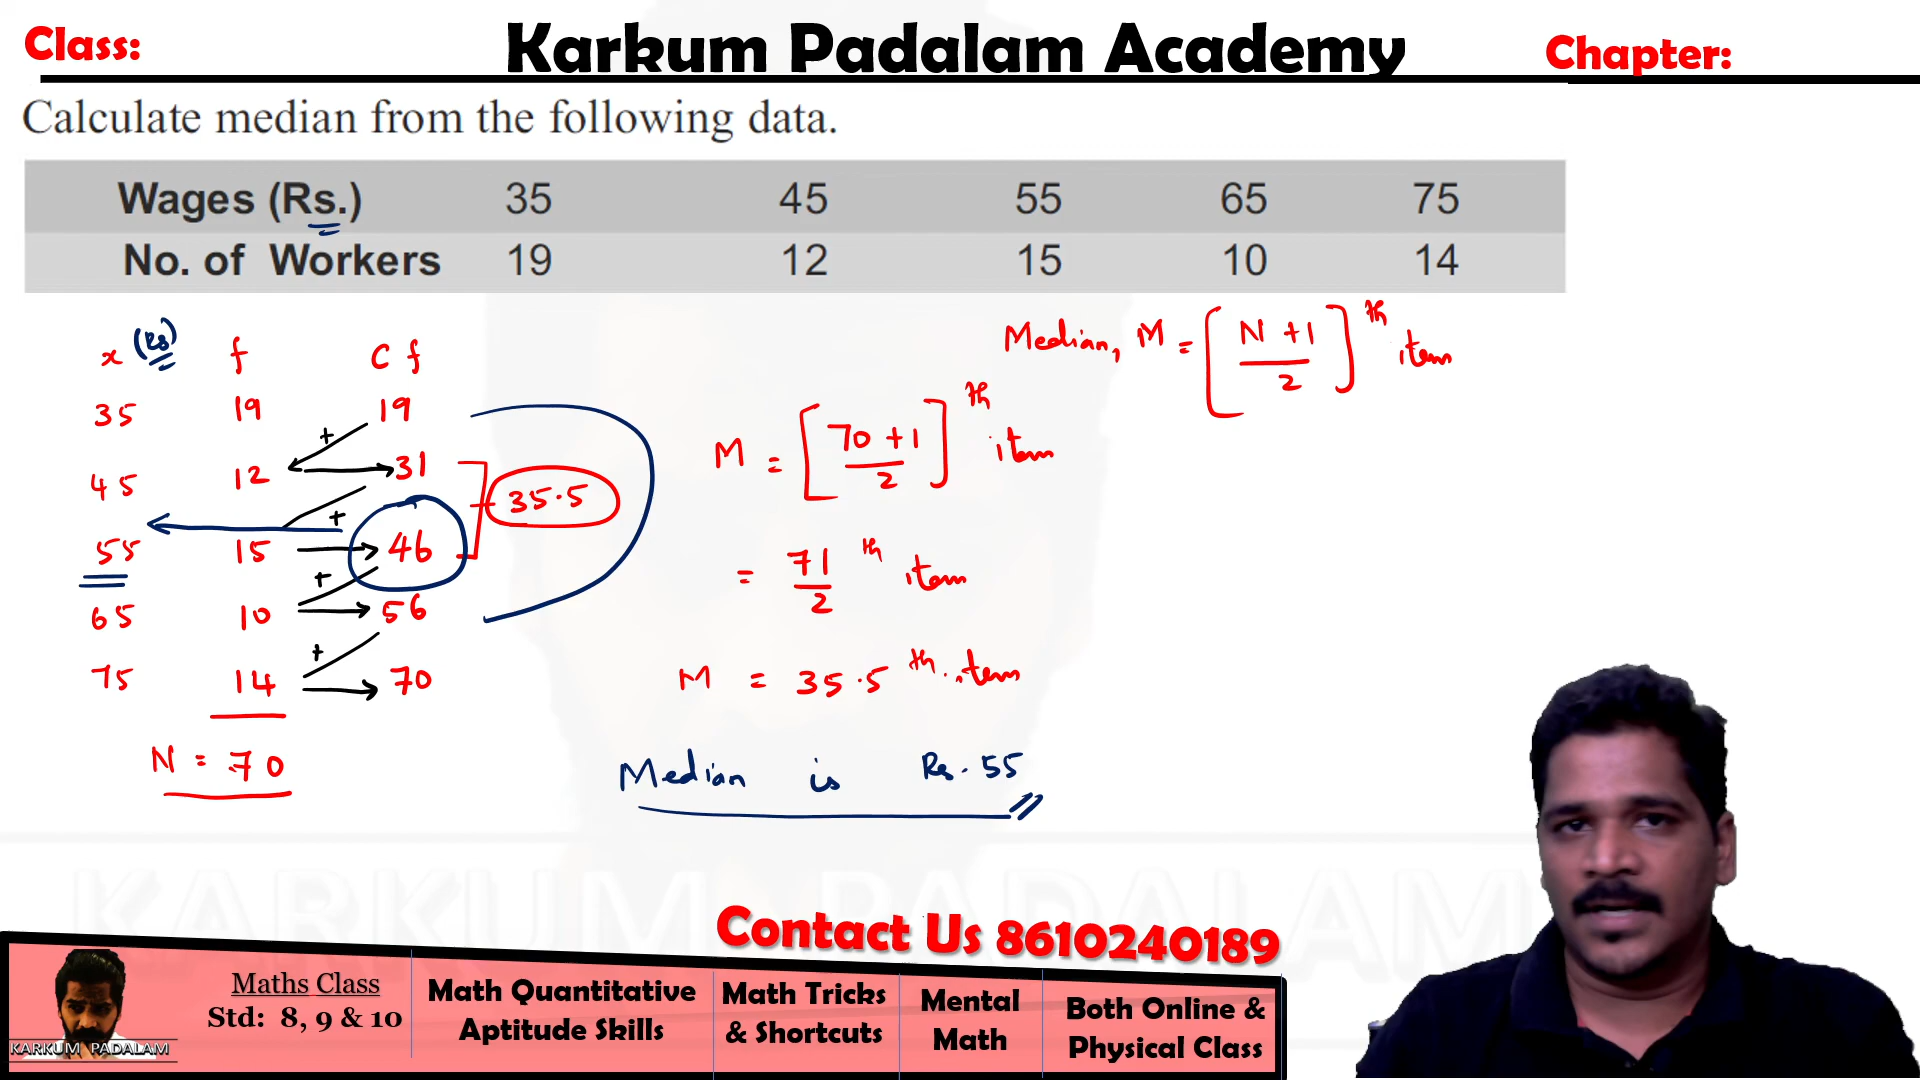 Class:
Karkum Padalam Academy
Chapter:
Calculate median from the following data.
Wages (Rs.) 35 45 55 65 75
No. of Workers 19 12 15 10 14
x (Rs) f cf
35 19 19
45 12 31
55 15 46
65 10 56
75 14 70
N = 70
+
+
+
+
35.5
Median, M = [N+1/2]th item
M = [70+1/2]th item
= 71/2 th item
M = 35.5th item
Median is Rs. 55
KARKUM PADALAM
Contact Us 8610240189
KARKUM PADALAM
Maths Class
Std: 8, 9 & 10
Math Quantitative
Aptitude Skills
Math Tricks
& Shortcuts
Mental
Math
Both Online &
Physical Class